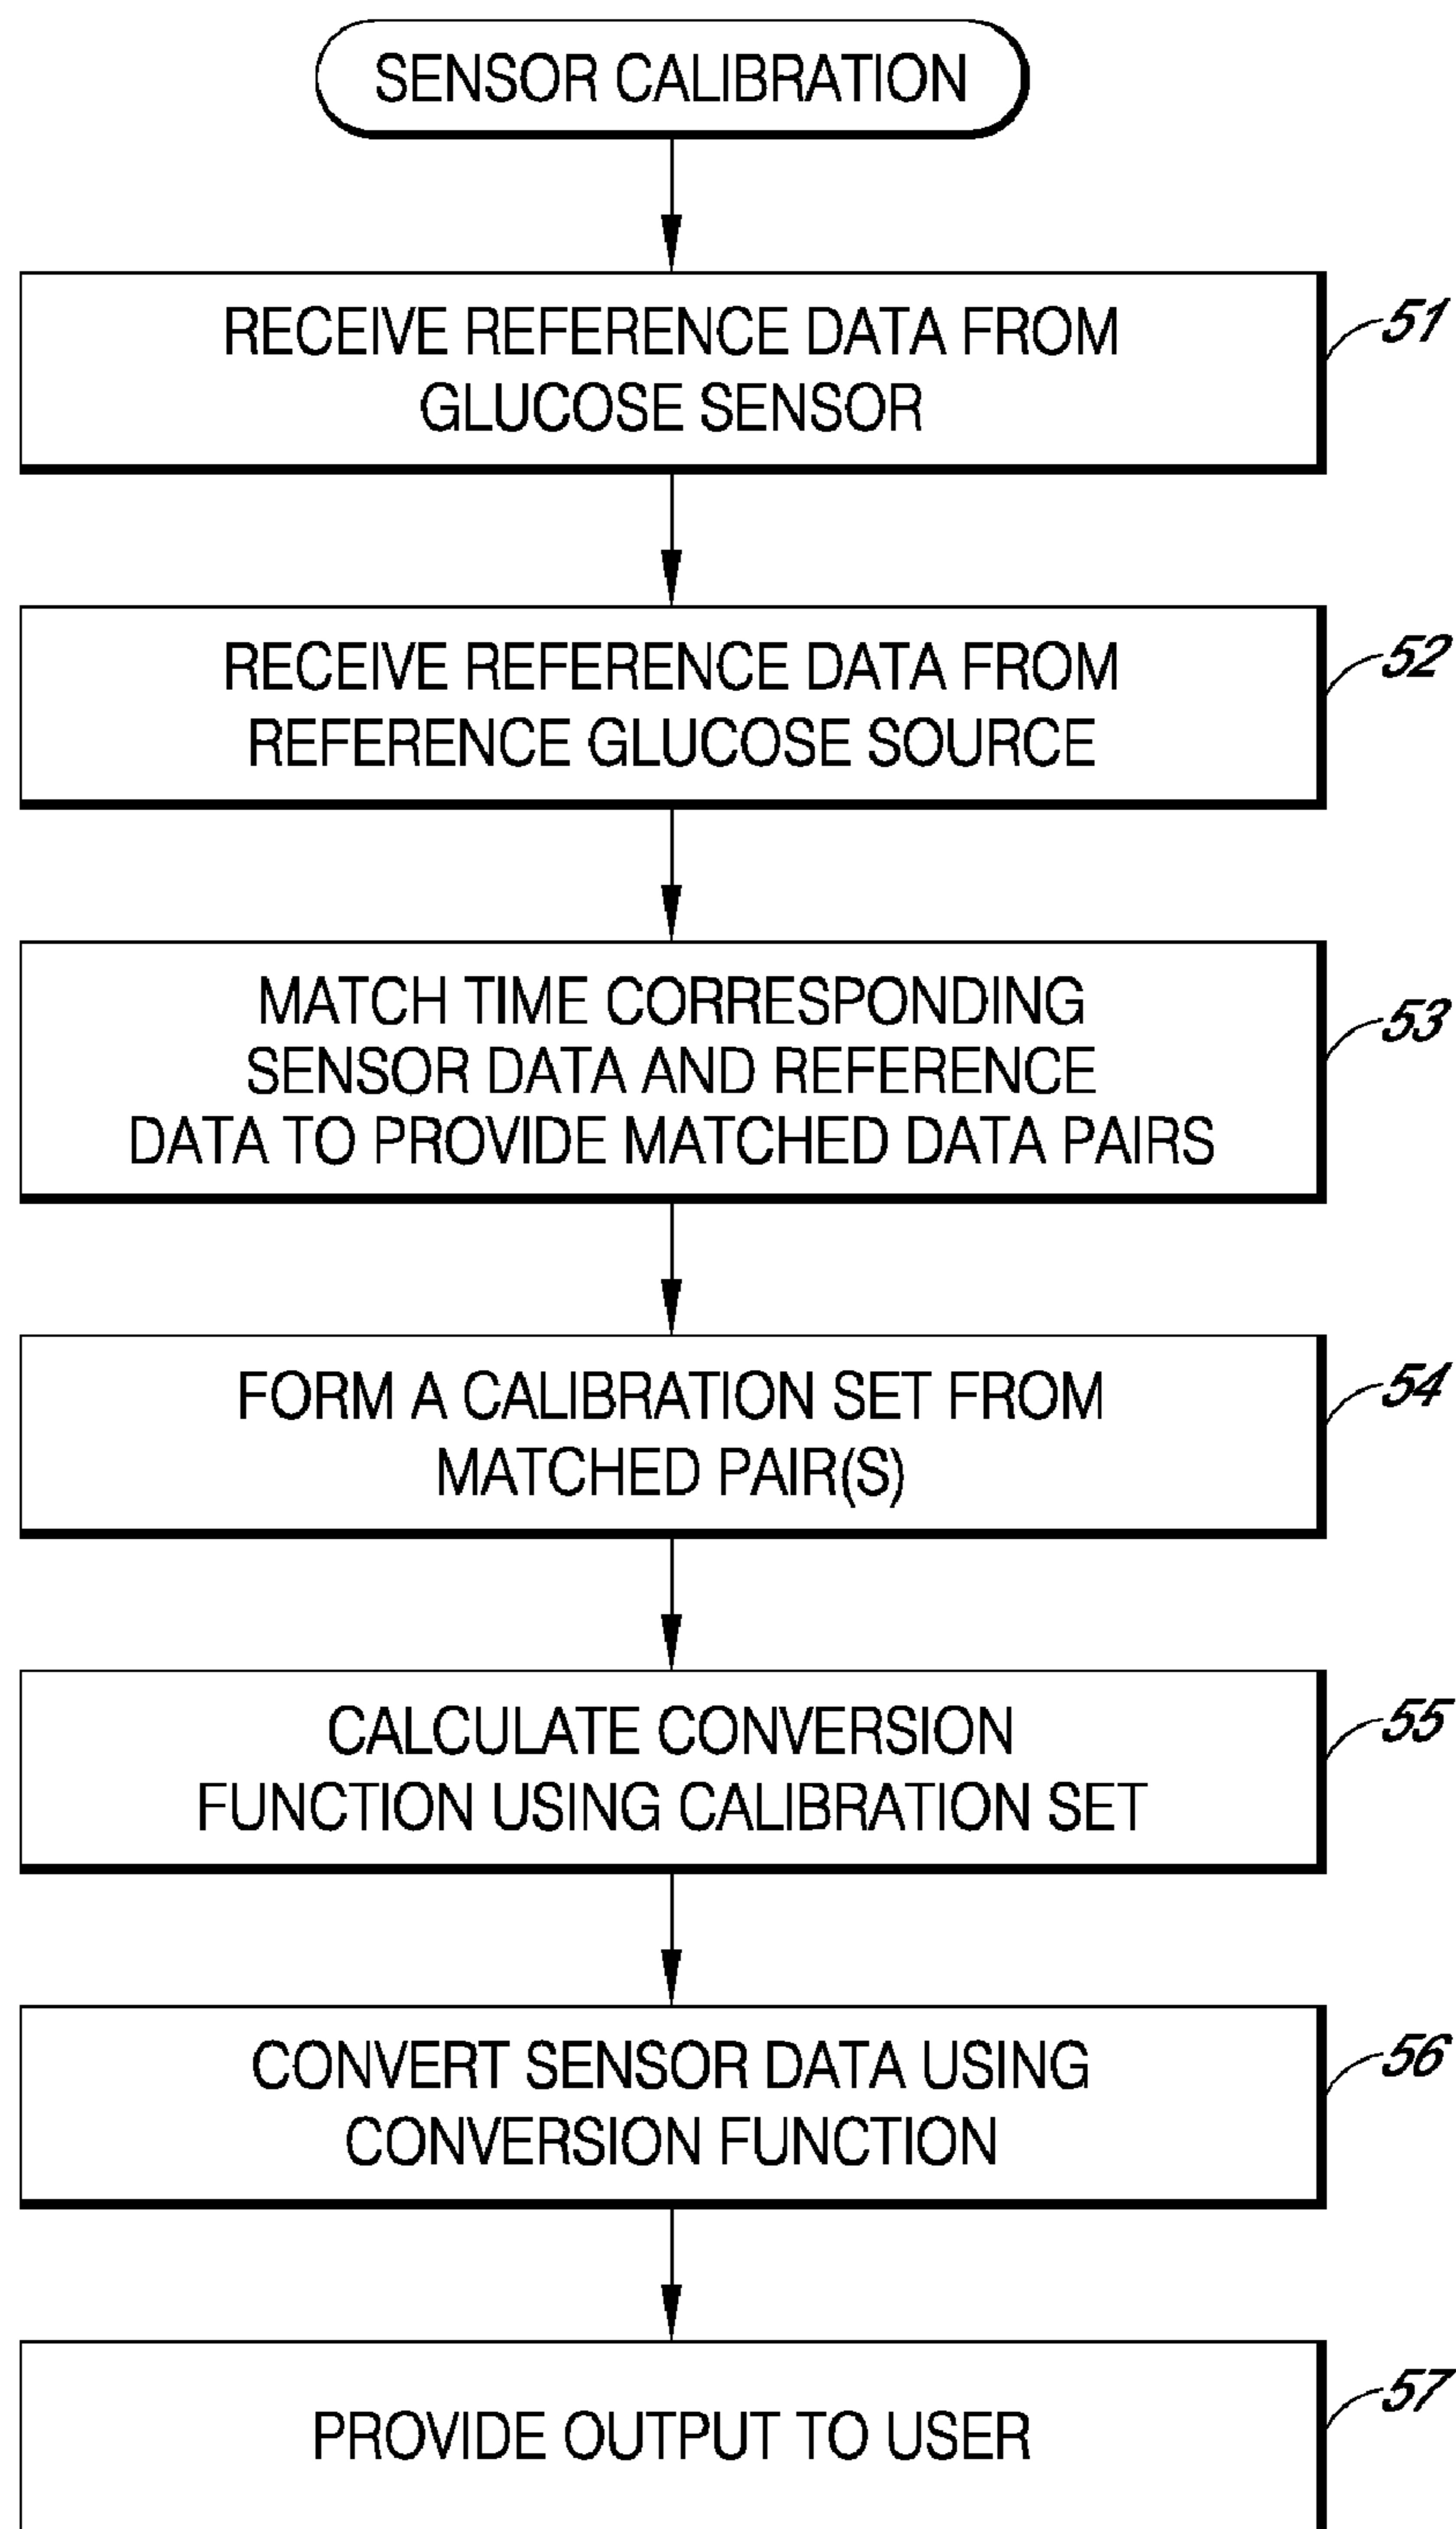 SENSOR CALIBRATION
RECEIVE REFERENCE DATA FROM
GLUCOSE SENSOR
51
RECEIVE REFERENCE DATA FROM
REFERENCE GLUCOSE SOURCE
52
MATCH TIME CORRESPONDING
SENSOR DATA AND REFERENCE
DATA TO PROVIDE MATCHED DATA PAIRS
53
FORM A CALIBRATION SET FROM
MATCHED PAIR(S)
54
CALCULATE CONVERSION
FUNCTION USING CALIBRATION SET
55
CONVERT SENSOR DATA USING
CONVERSION FUNCTION
56
PROVIDE OUTPUT TO USER
57